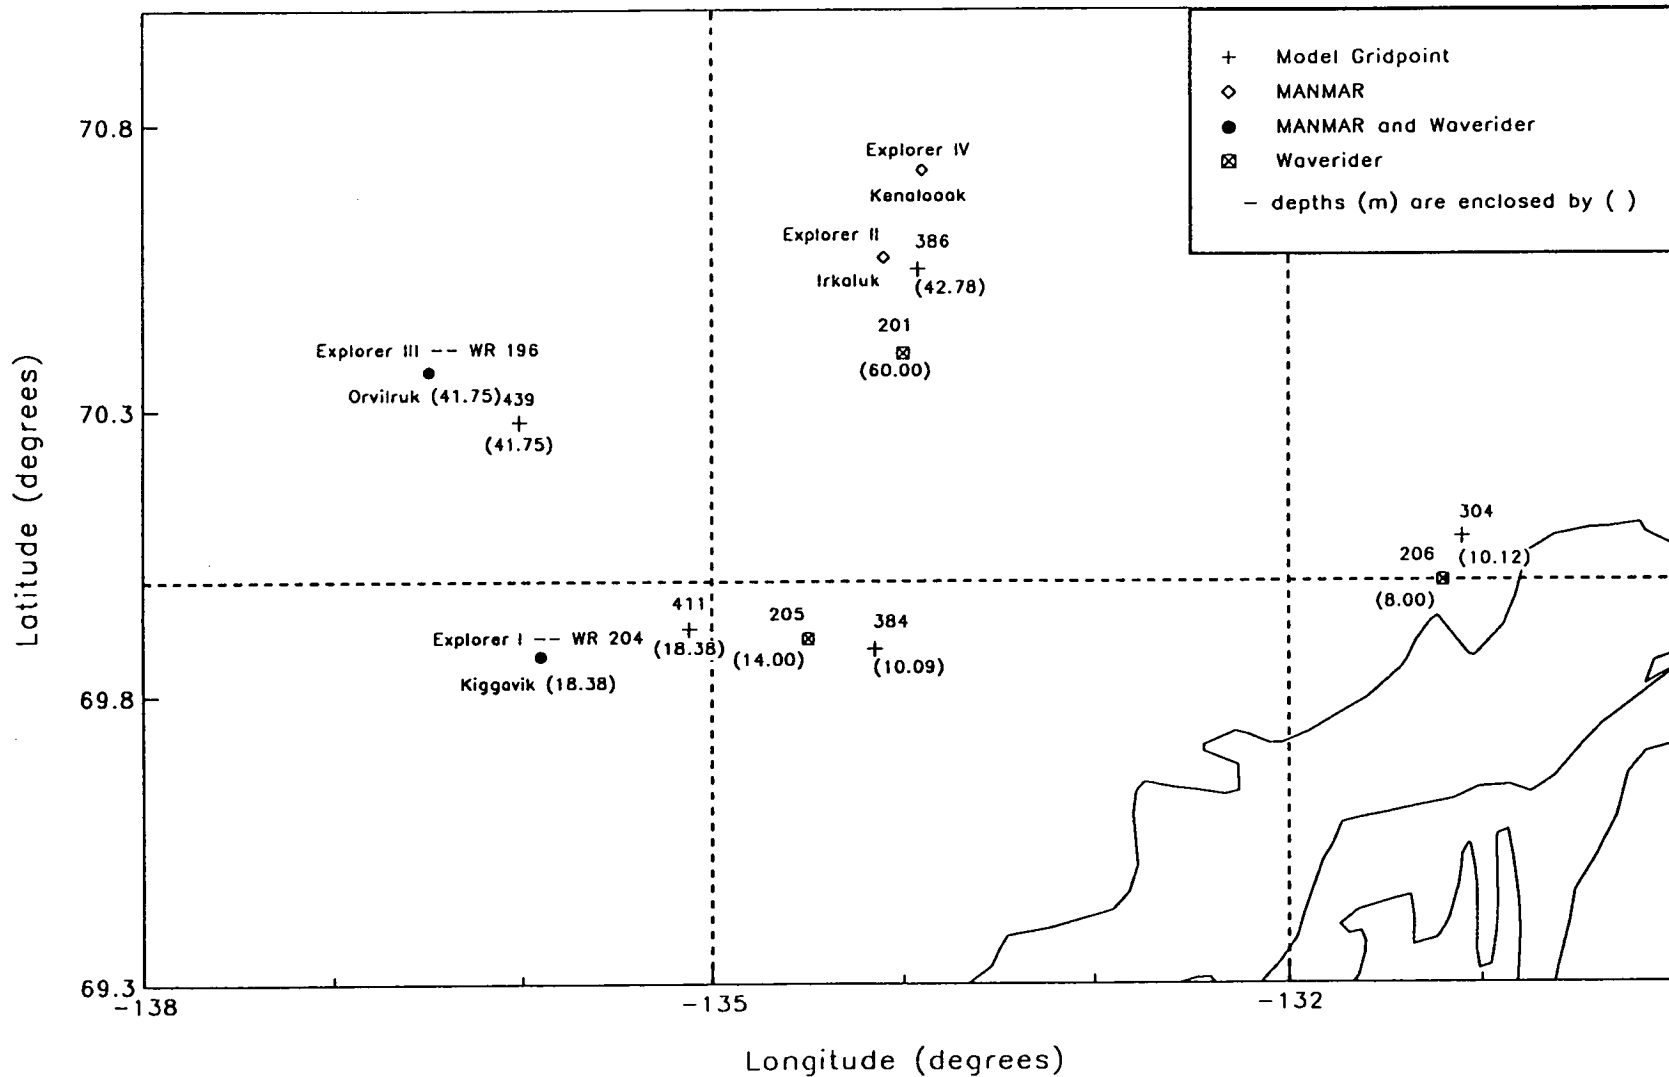 + Model Gridpoint
MANMAR
MANMAR and Waverider
Waverider
– depths (m) are enclosed by ( )
70.8
Explorer IV
Kenalooak
Explorer II
386
Irkaluk
(42.78)
201
(60.00)
Explorer III -- WR 196
Orvilruk (41.75)
439
(41.75)
70.3
304
(10.12)
206
(8.00)
411
(18.38)
205
(14.00)
384
(10.09)
Explorer I -- WR 204
Kiggavik (18.38)
69.8
69.3
-138
-135
-132
Latitude (degrees)
Longitude (degrees)